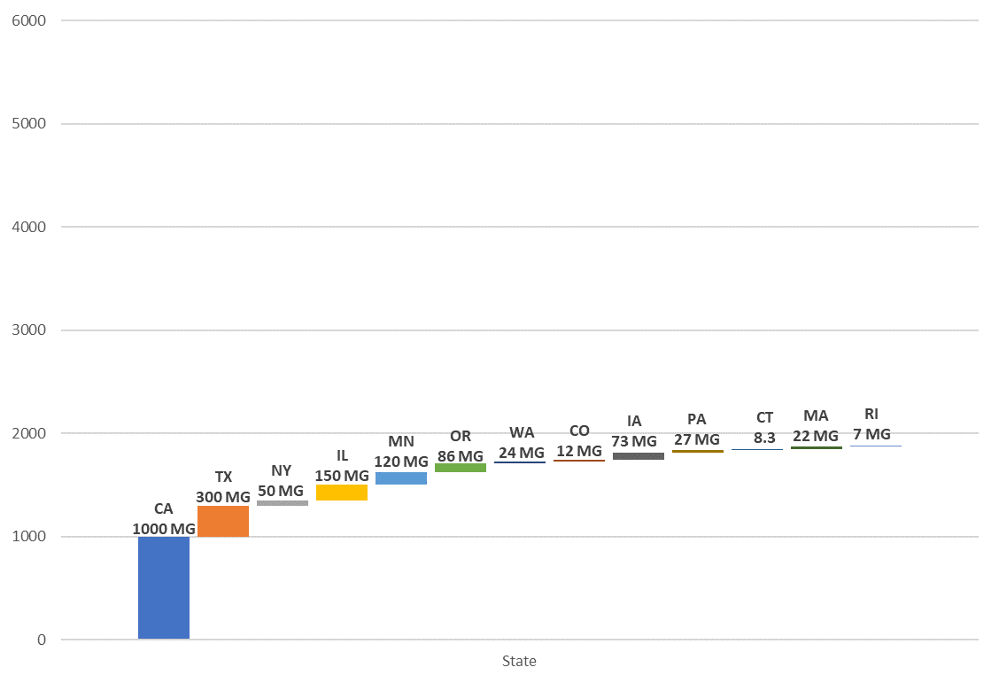 6000
5000
4000
3000
2000
1000
0
CA
1000 MG
TX
300 MG
NY
50 MG
IL
150 MG
MN
120 MG
OR
86 MG
WA
24 MG
CO
12 MG
IA
73 MG
PA
27 MG
CT
8.3
MA
22 MG
RI
7 MG
State